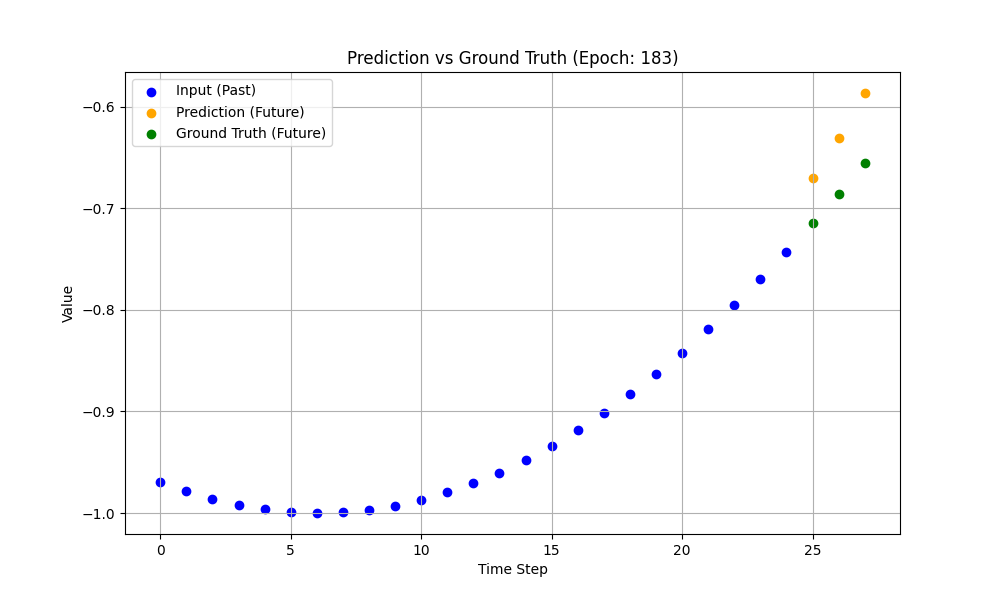 Prediction vs Ground Truth (Epoch: 183)
Input (Past)
Prediction (Future)
Ground Truth (Future)
−0.6
−0.7
−0.8
−0.9
−1.0
Value
0 5 10 15 20 25
Time Step